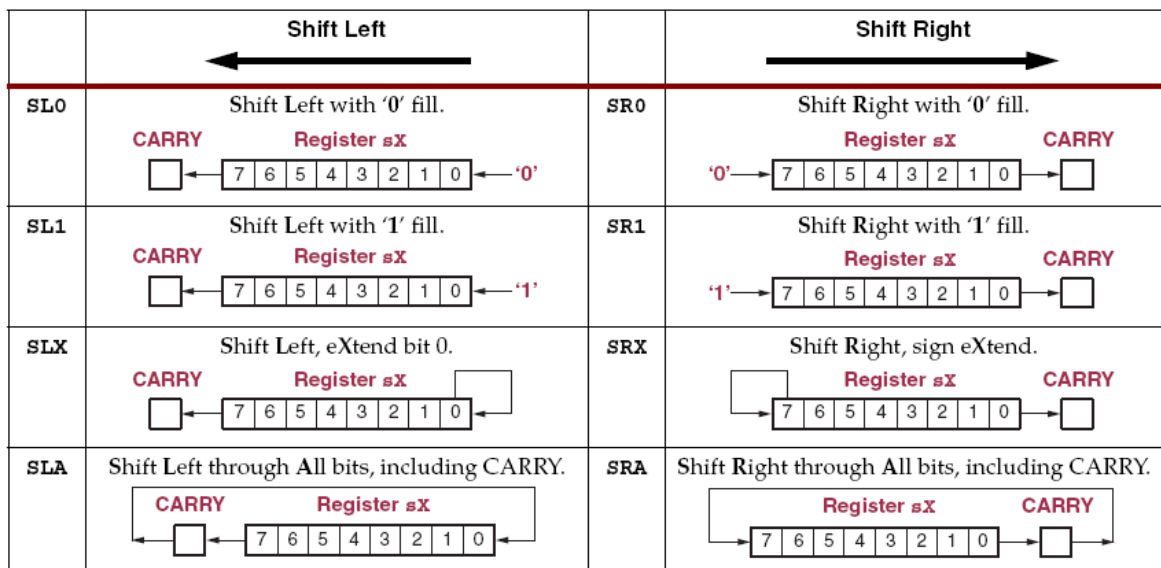 Shift Left
Shift Right
SL0
Shift Left with ‘0’ fill.
CARRY Register sX
7 6 5 4 3 2 1 0 ‘0’
SR0
Shift Right with ‘0’ fill.
Register sX CARRY
‘0’ 7 6 5 4 3 2 1 0
SL1
Shift Left with ‘1’ fill.
CARRY Register sX
7 6 5 4 3 2 1 0 ‘1’
SR1
Shift Right with ‘1’ fill.
Register sX CARRY
‘1’ 7 6 5 4 3 2 1 0
SLX
Shift Left, eXtend bit 0.
CARRY Register sX
7 6 5 4 3 2 1 0
SRX
Shift Right, sign eXtend.
Register sX CARRY
7 6 5 4 3 2 1 0
SLA
Shift Left through All bits, including CARRY.
CARRY Register sX
7 6 5 4 3 2 1 0
SRA
Shift Right through All bits, including CARRY.
Register sX CARRY
7 6 5 4 3 2 1 0